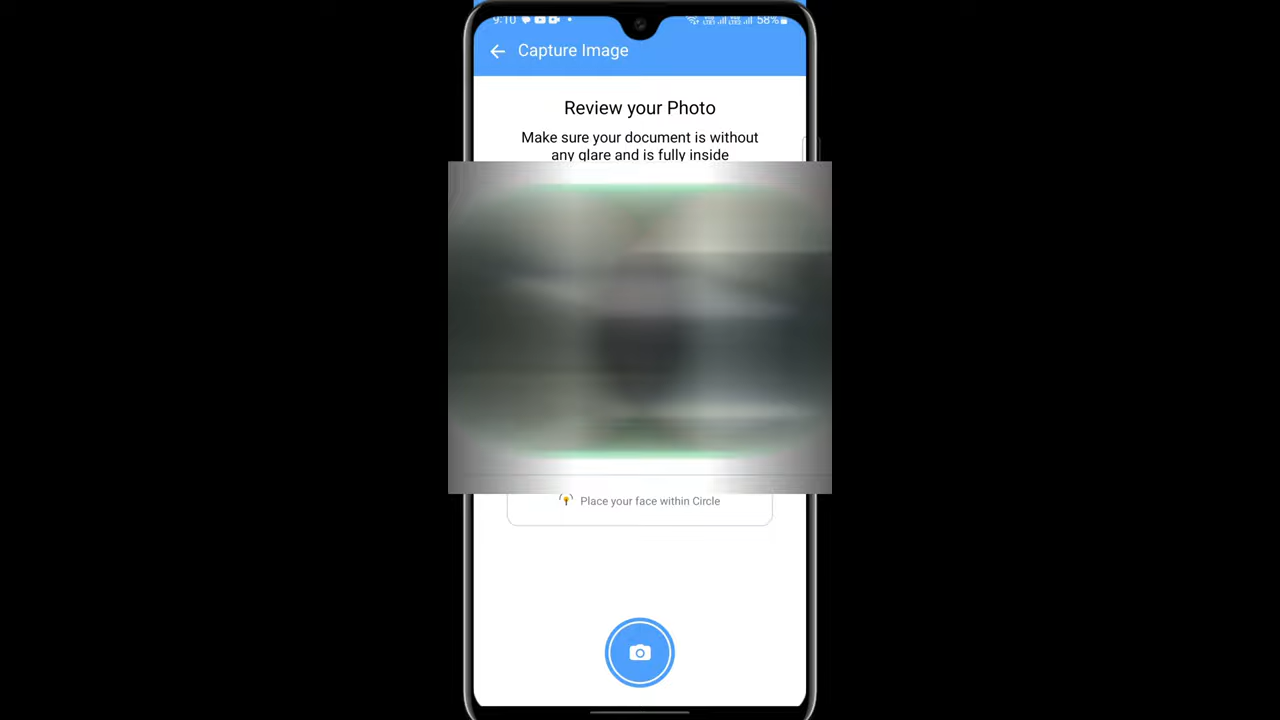 9:10
58%
Capture Image
Review your Photo
Make sure your document is without
any glare and is fully inside
Place your face within Circle